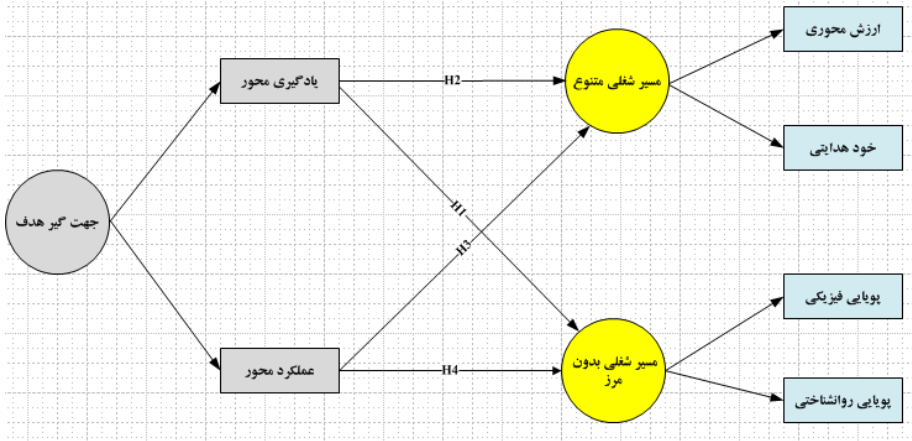 جهت گیر هدف
یادگیری محور
عملکرد محور
H2
H1
H3
H4
مسیر شغلی متنوع
مسیر شغلی بدون
مرز
ارزش محوری
خود هدایتی
پویایی فیزیکی
پویایی روانشناختی